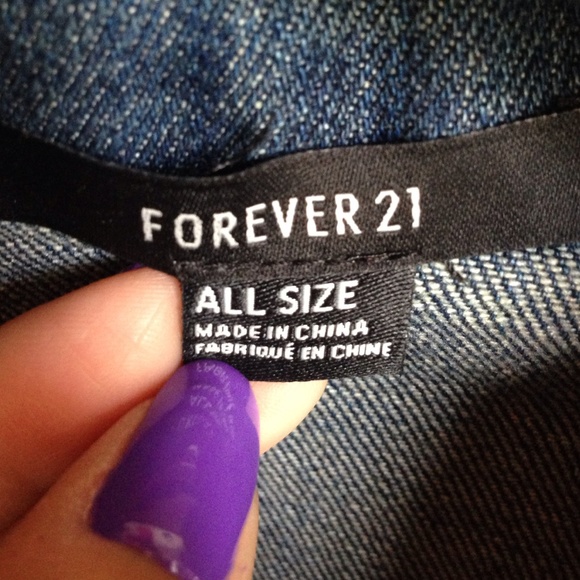 FOREVER 21
ALL SIZE
MADE IN CHINA
FABRIQUÉ EN CHINE